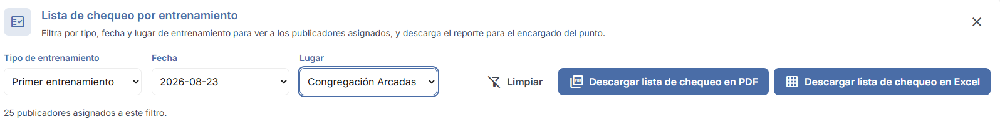 Lista de chequeo por entrenamiento
Filtra por tipo, fecha y lugar de entrenamiento para ver a los publicadores asignados, y descarga el reporte para el encargado del punto.
Tipo de entrenamiento
Fecha
Lugar
Primer entrenamiento
2026-08-23
Congregación Arcadas
Limpiar
PDF
Descargar lista de chequeo en PDF
Descargar lista de chequeo en Excel
25 publicadores asignados a este filtro.